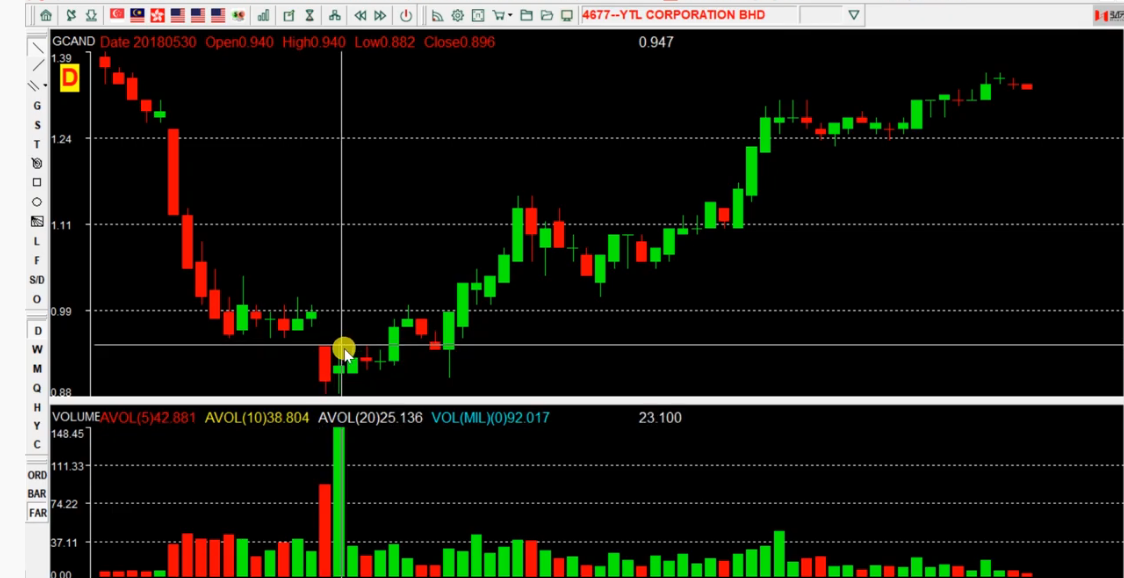 4677--YTL CORPORATION BHD
GCAND Date 20180530 Open0.940 High0.940 Low0.882 Close0.896 0.947
1.39
D
1.24
1.11
0.99
0.88
G
S
T
L
F
S/D
O
D
W
M
Q
H
Y
C
ORD
BAR
FAR
VOLUMEAVOL(5)42.881 AVOL(10)38.804 AVOL(20)25.136 VOL(MIL)(0)92.017 23.100
148.45
111.33
74.22
37.11
0.00